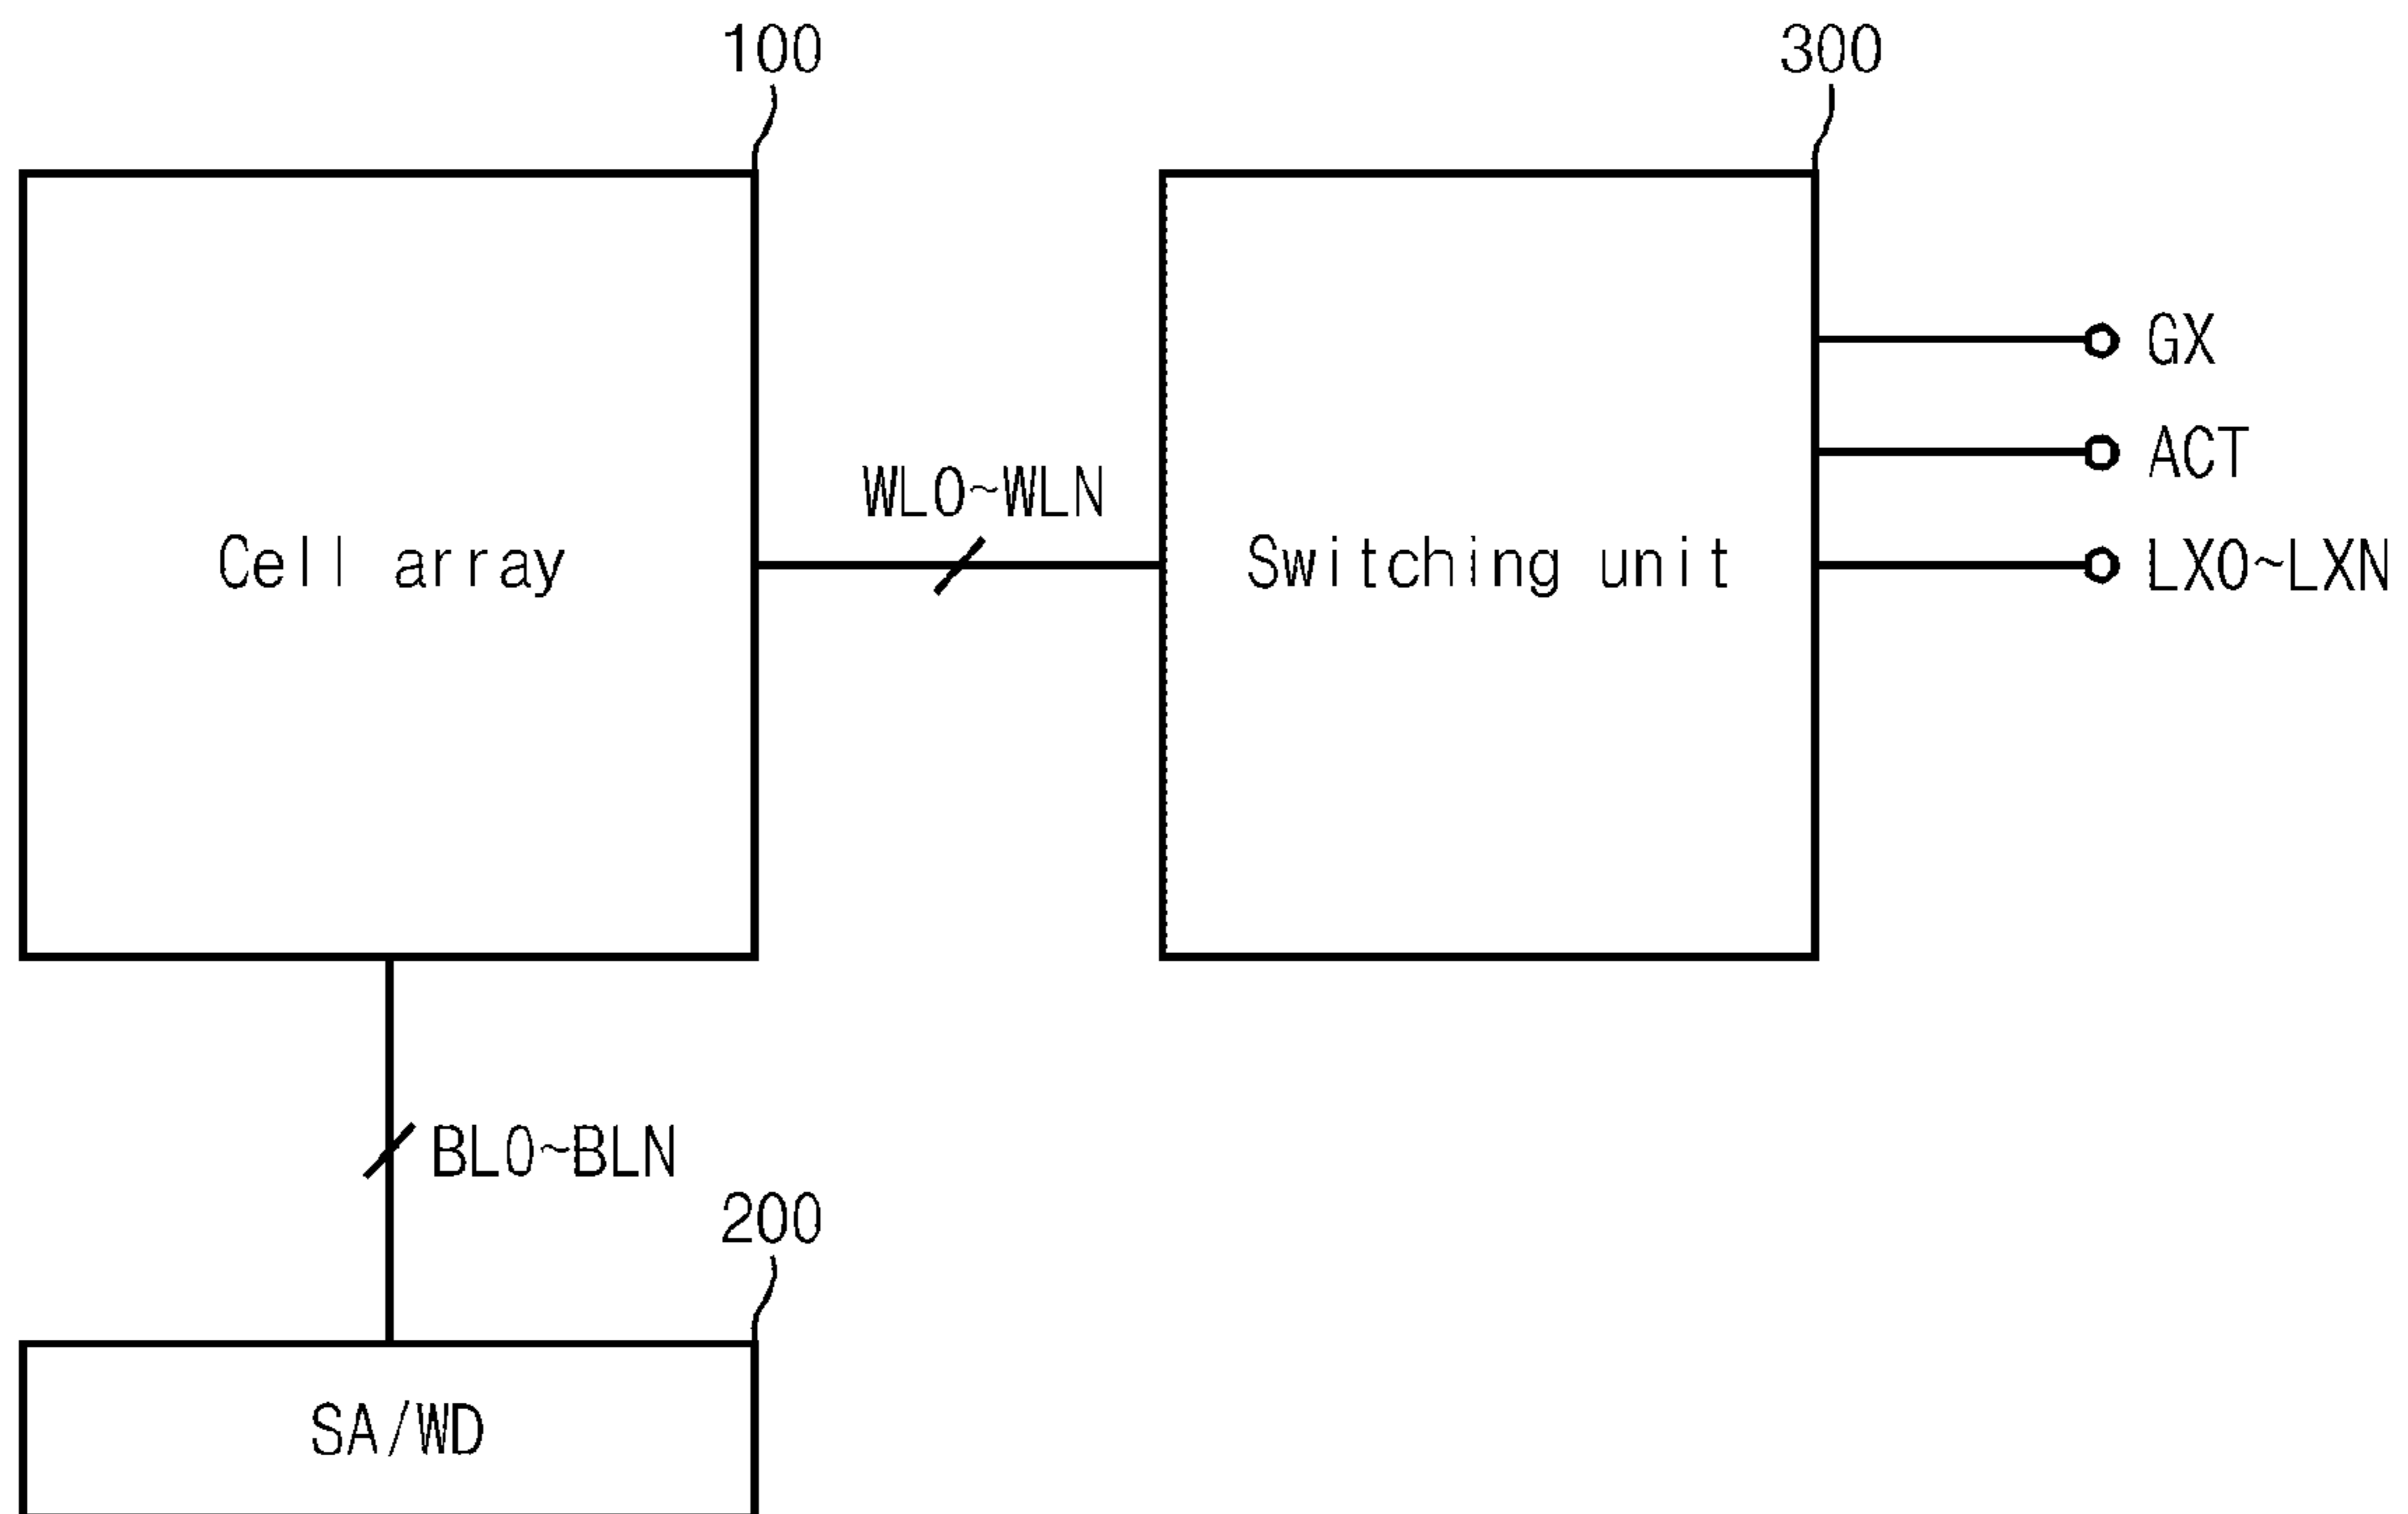 100
300
GX
ACT
WL0~WLN
Cell array
Switching unit
LX0~LXN
BL0~BLN
200
SA/WD